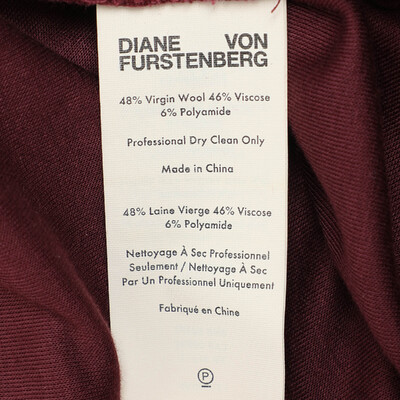 DIANE VON
FURSTENBERG
48% Virgin Wool 46% Viscose
6% Polyamide
Professional Dry Clean Only
Made in China
48% Laine Vierge 46% Viscose
6% Polyamide
Nettoyage À Sec Professionnel
Seulement / Nettoyage À Sec
Par Un Professionel Uniquement
Fabriqué en Chine
P